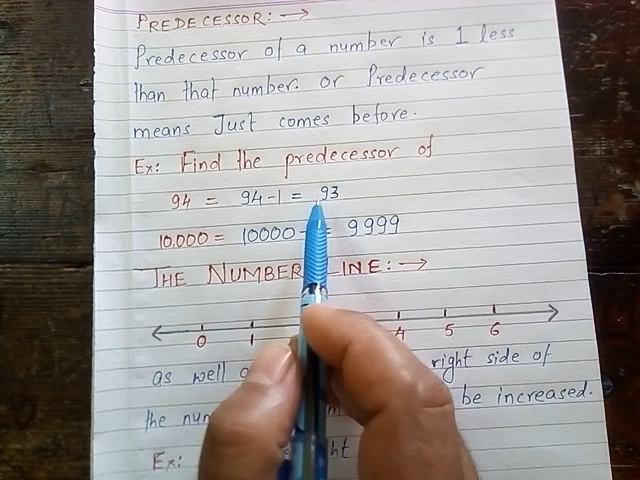 PREDECESSOR:→
Predecessor of a number is 1 less
than that number. or Predecessor
means Just comes before.
Ex: Find the predecessor of
94 = 94-1 = 93
10,000 = 10000- = 9999
THE NUMBER INE:→
0 1 4 5 6
as well right side of
the be increased.
Ex: